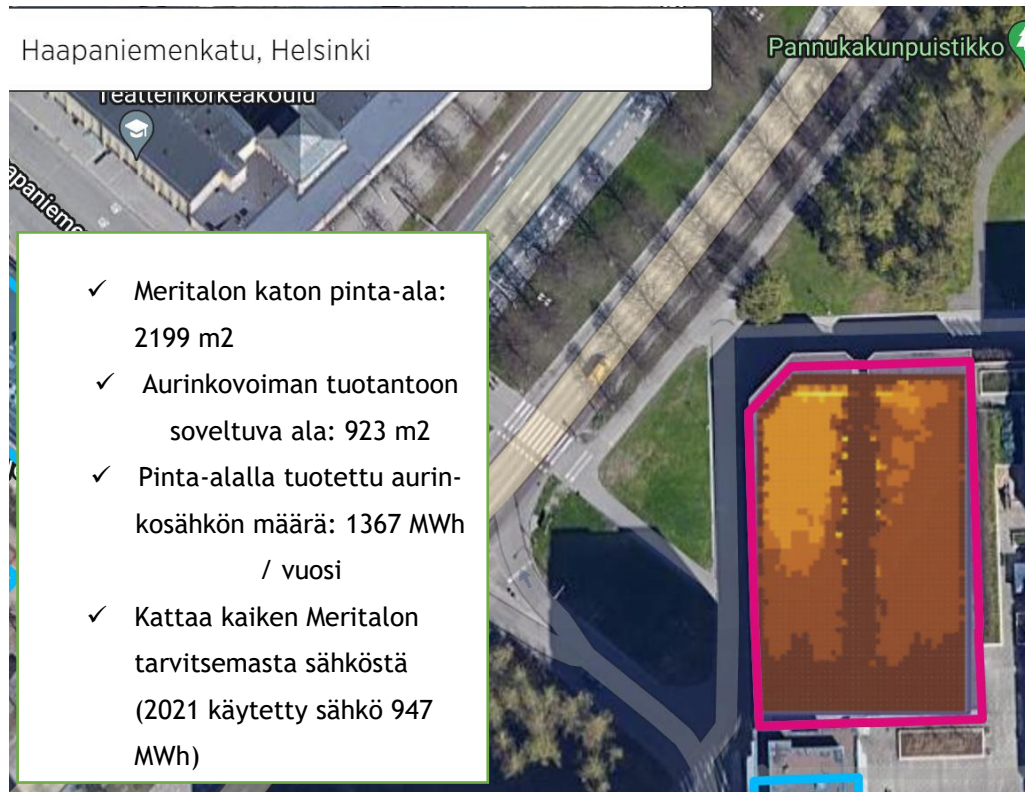 Haapaniemenkatu, Helsinki
Pannukakunpuistikko
Teatterikorkeakoulu
✓ Meritalon katon pinta-ala:
2199 m2
✓ Aurinkovoiman tuotantoon
soveltuva ala: 923 m2
✓ Pinta-alalla tuotettu aurin-
kosähkön määrä: 1367 MWh
/ vuosi
✓ Kattaa kaiken Meritalon
tarvitsemasta sähköstä
(2021 käytetty sähkö 947
MWh)